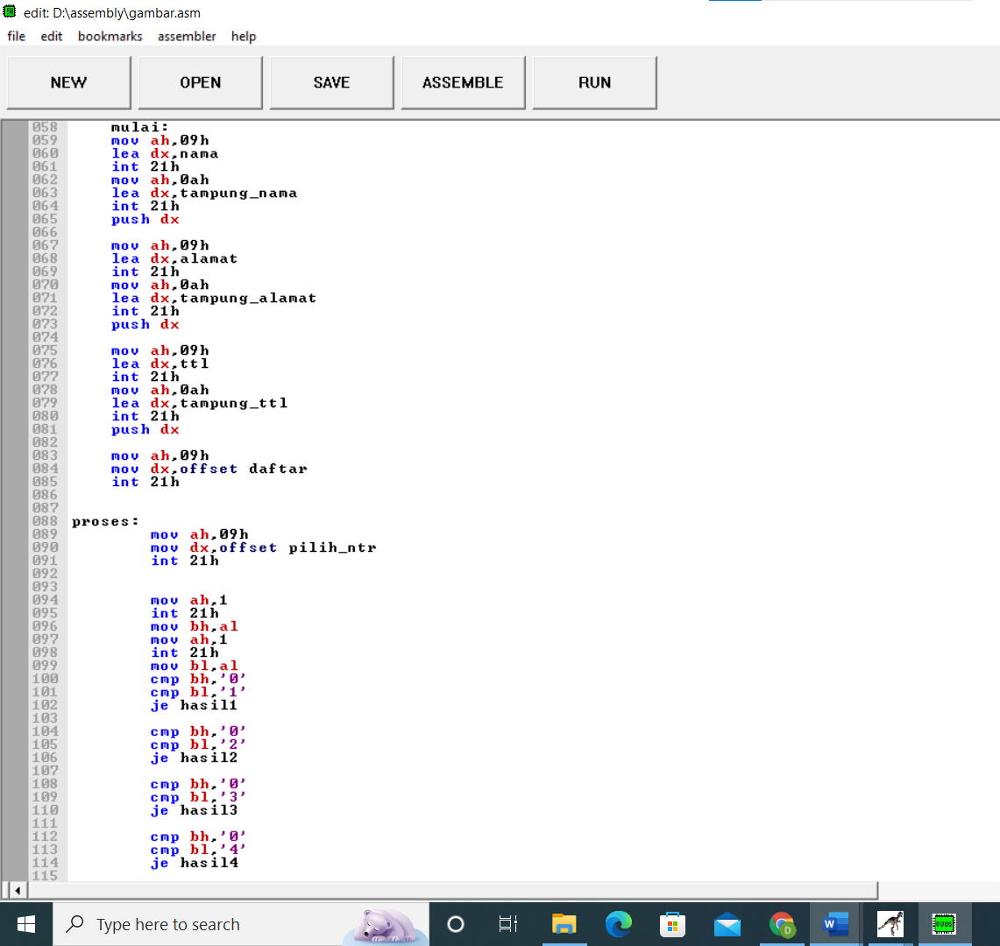 edit: D:\assembly\gambar.asm
file edit bookmarks assembler help
NEW OPEN SAVE ASSEMBLE RUN
058 mulai:
059 mov ah,09h
060 lea dx,nama
061 int 21h
062 mov ah,0ah
063 lea dx,tampung_nama
064 int 21h
065 push dx
066
067 mov ah,09h
068 lea dx,alamat
069 int 21h
070 mov ah,0ah
071 lea dx,tampung_alamat
072 int 21h
073 push dx
074
075 mov ah,09h
076 lea dx,ttl
077 int 21h
078 mov ah,0ah
079 lea dx,tampung_ttl
080 int 21h
081 push dx
082
083 mov ah,09h
084 mov dx,offset daftar
085 int 21h
086
087
088 proses:
089 mov ah,09h
090 mov dx,offset pilih_ntr
091 int 21h
092
093
094 mov ah,1
095 int 21h
096 mov bh,al
097 mov ah,1
098 int 21h
099 mov bl,al
100 cmp bh,'0'
101 cmp bl,'1'
102 je hasil1
103
104 cmp bh,'0'
105 cmp bl,'2'
106 je hasil2
107
108 cmp bh,'0'
109 cmp bl,'3'
110 je hasil3
111
112 cmp bh,'0'
113 cmp bl,'4'
114 je hasil4
115
Type here to search
D
W
8086